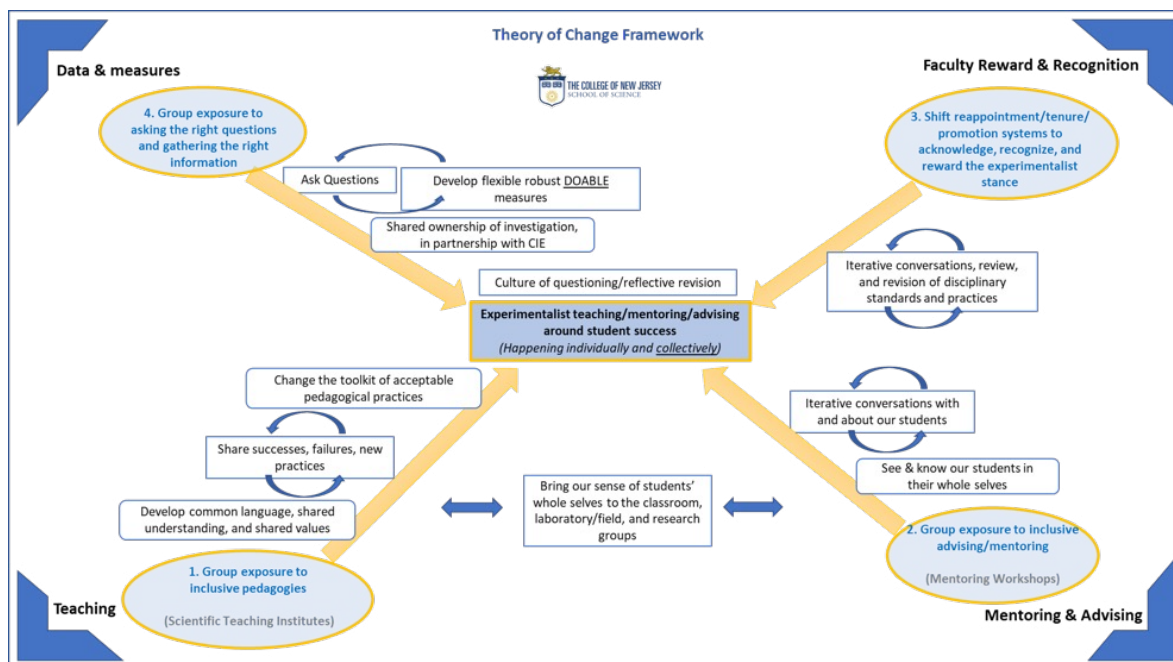 Theory of Change Framework
THE COLLEGE OF NEW JERSEY
SCHOOL OF SCIENCE
Data & measures
Faculty Reward & Recognition
4. Group exposure to
asking the right questions
and gathering the right
information
3. Shift reappointment/tenure/
promotion systems to
acknowledge, recognize, and
reward the experimentalist
stance
Ask Questions
Develop flexible robust DOABLE
measures
Shared ownership of investigation,
in partnership with CIE
Iterative conversations, review,
and revision of disciplinary
standards and practices
Culture of questioning/reflective revision
Experimentalist teaching/mentoring/advising
around student success
(Happening individually and collectively)
Change the toolkit of acceptable
pedagogical practices
Share successes, failures, new
practices
Develop common language, shared
understanding, and shared values
Iterative conversations with
and about our students
See & know our students in
their whole selves
Bring our sense of students'
whole selves to the classroom,
laboratory/field, and research
groups
1. Group exposure to
inclusive pedagogies
(Scientific Teaching Institutes)
2. Group exposure to inclusive
advising/mentoring
(Mentoring Workshops)
Teaching
Mentoring & Advising